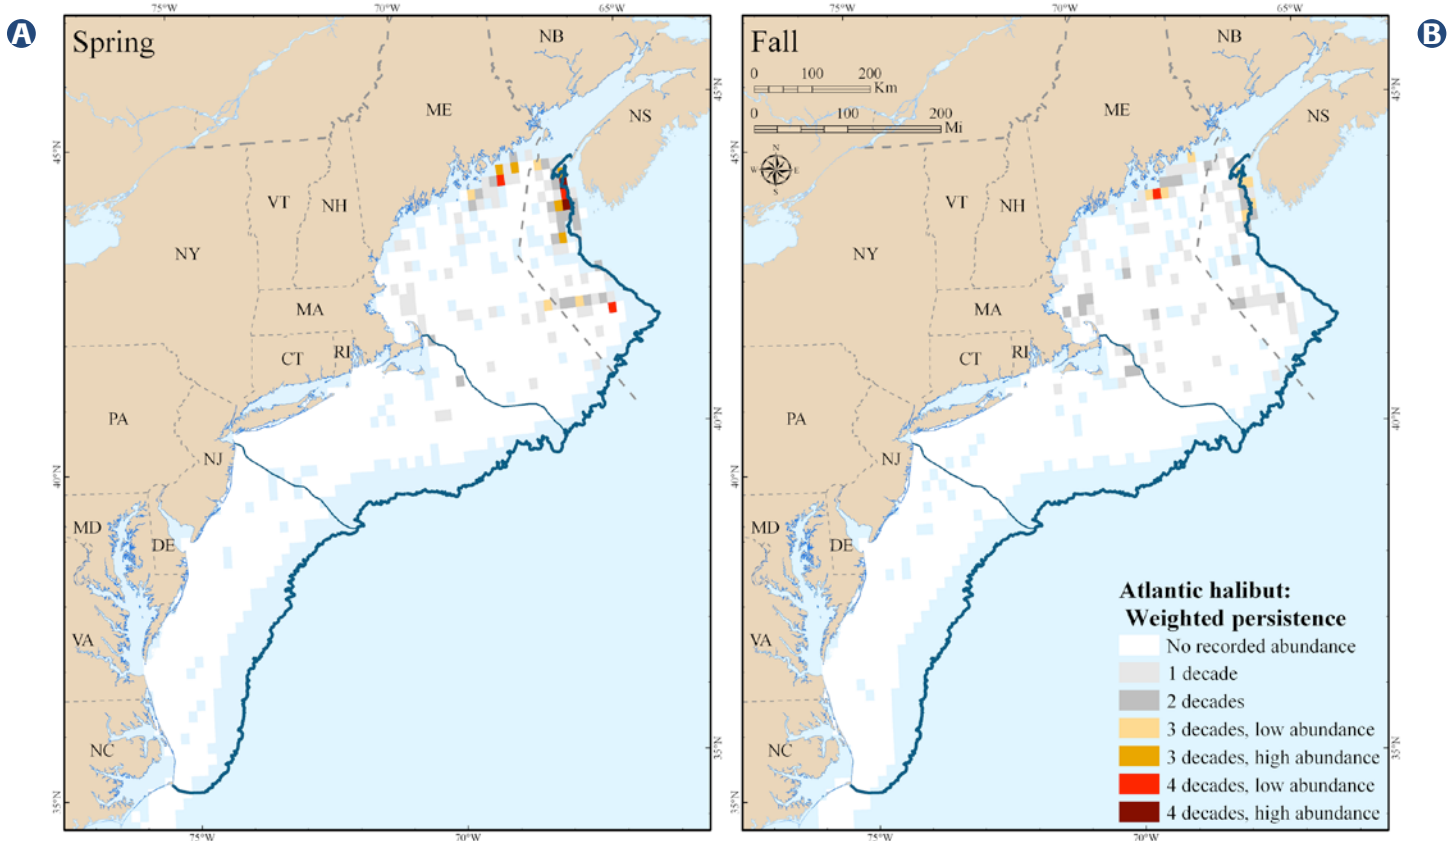 A
75°W
70°W
65°W
Spring
NB
45°N
ME
NS
45°N
VT
NH
NY
MA
CT
RI
PA
40°N
NJ
40°N
MD
DE
VA
NC
35°N
35°N
75°W
70°W
B
75°W
70°W
65°W
Fall
NB
0 100 200
Km
45°N
ME
NS
0 100 200
Mi
N
W E
S
45°N
VT
NH
NY
MA
CT
RI
PA
40°N
NJ
40°N
MD
DE
VA
NC
35°N
35°N
75°W
70°W
Atlantic halibut:
Weighted persistence
No recorded abundance
1 decade
2 decades
3 decades, low abundance
3 decades, high abundance
4 decades, low abundance
4 decades, high abundance